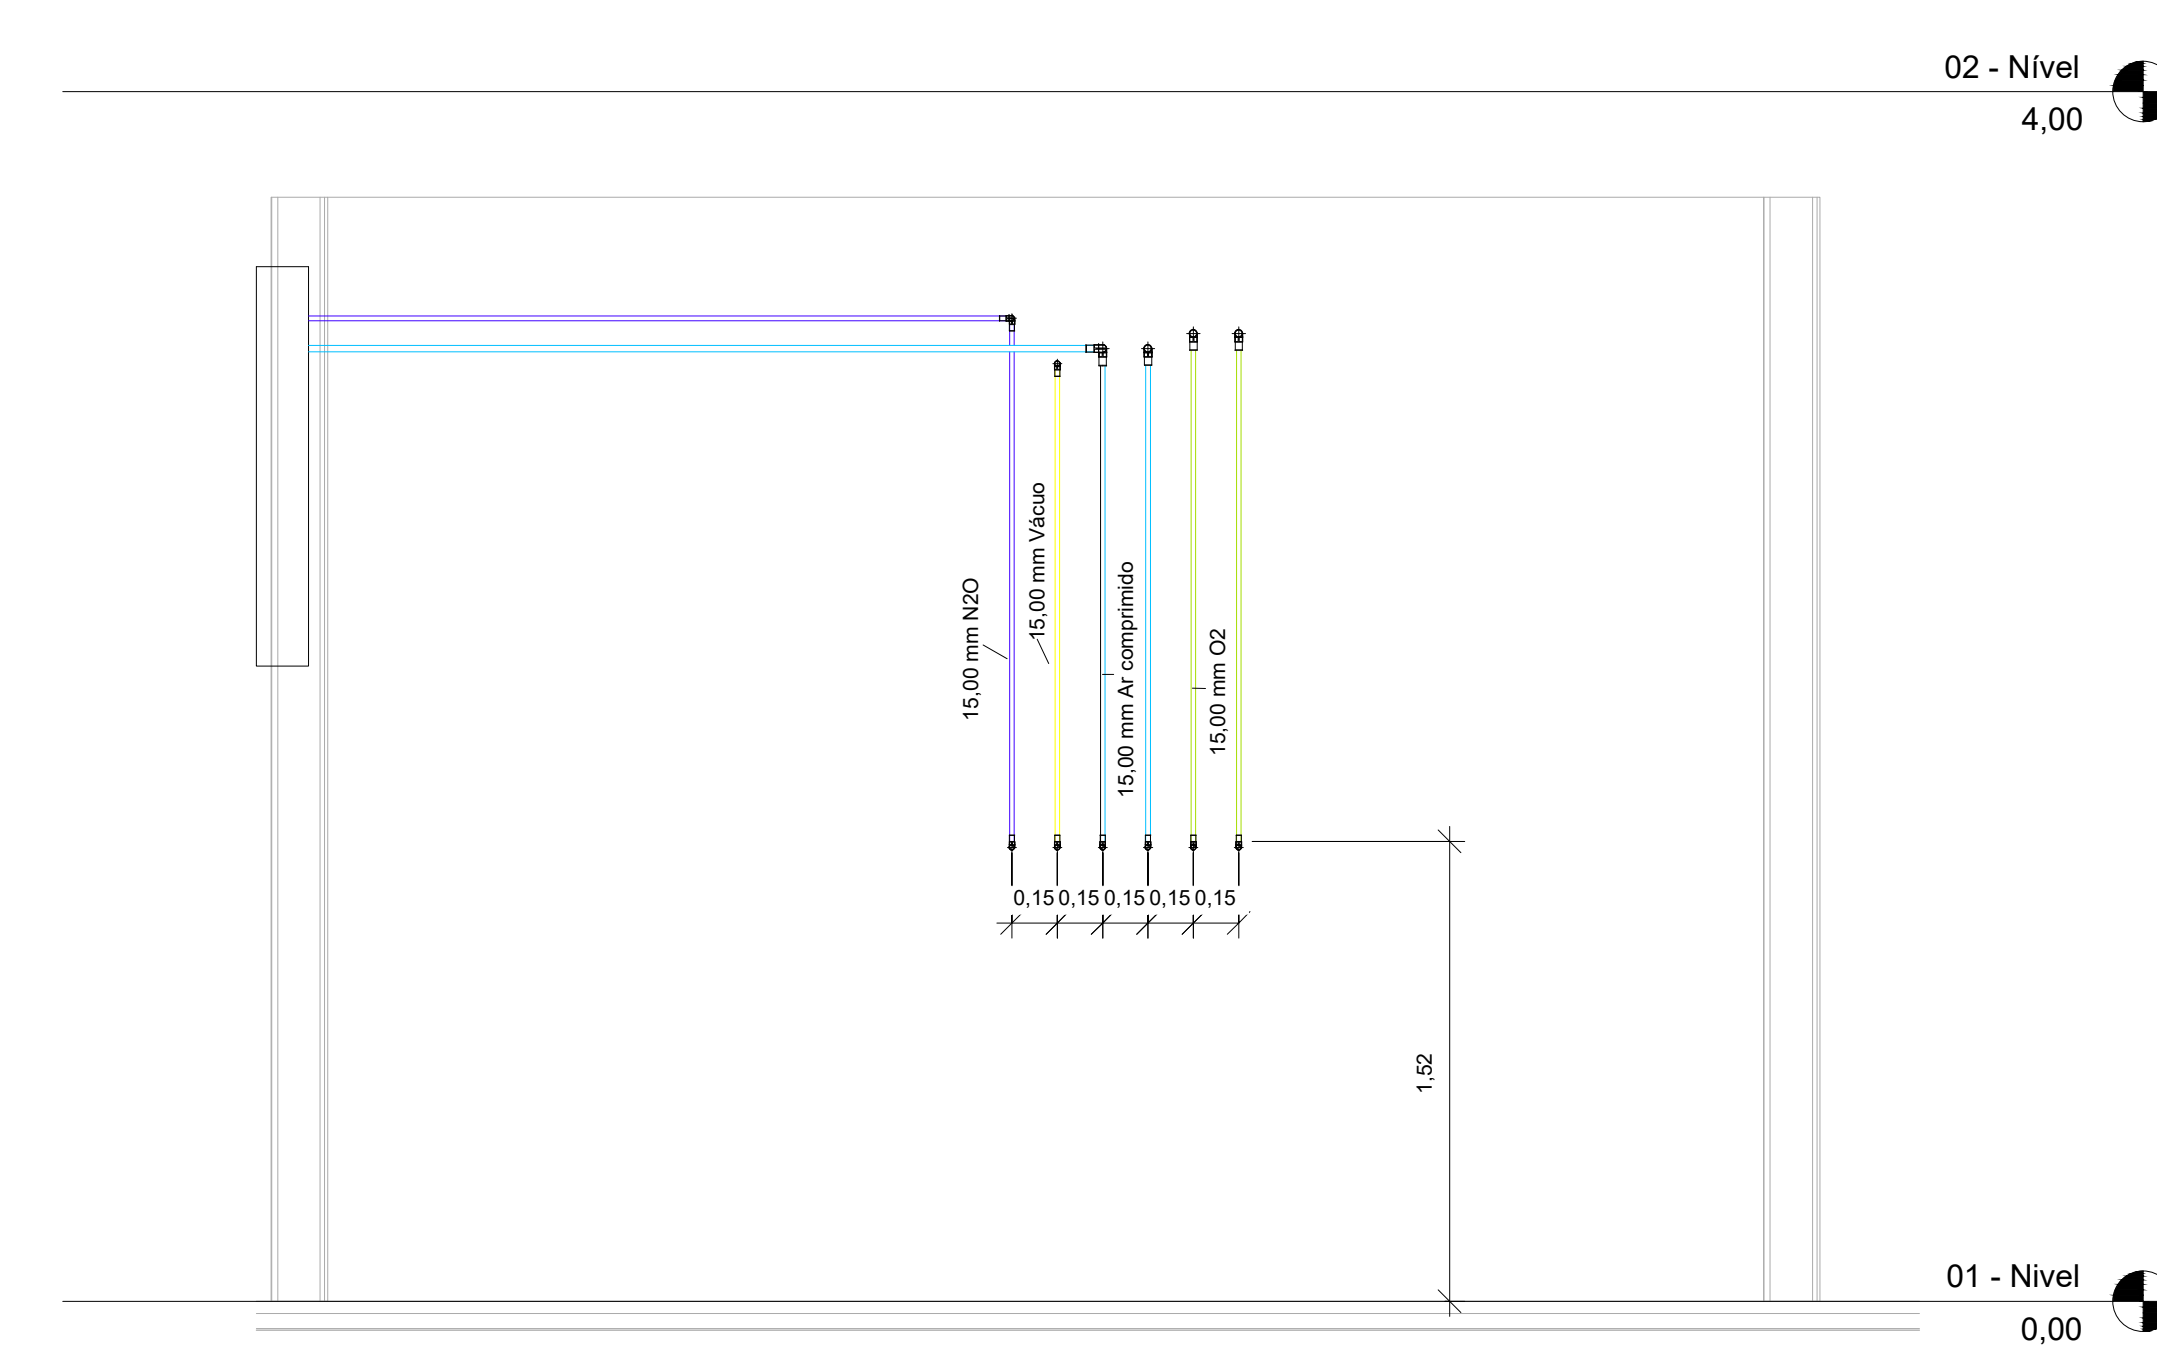 02 - Nível
4,00
15,00 mm N2O
15,00 mm Vácuo
15,00 mm Ar comprimido
15,00 mm O2
0,15 0,15 0,15 0,15 0,15
1,52
01 - Nivel
0,00